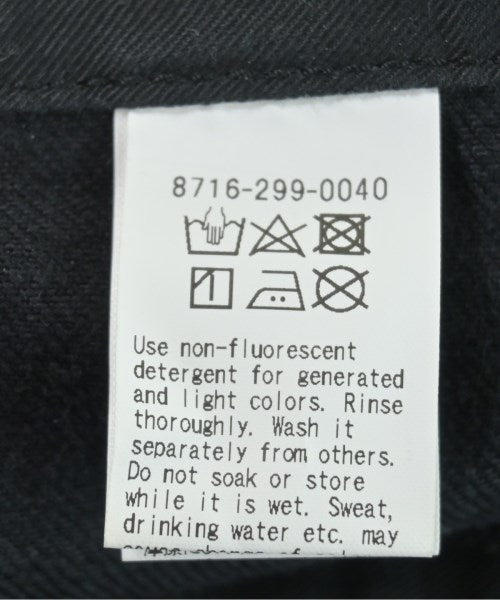 8716-299-0040
Use non-fluorescent
detergent for generated
and light colors. Rinse
thoroughly. Wash it
separately from others.
Do not soak or store
while it is wet. Sweat,
drinking water etc. may